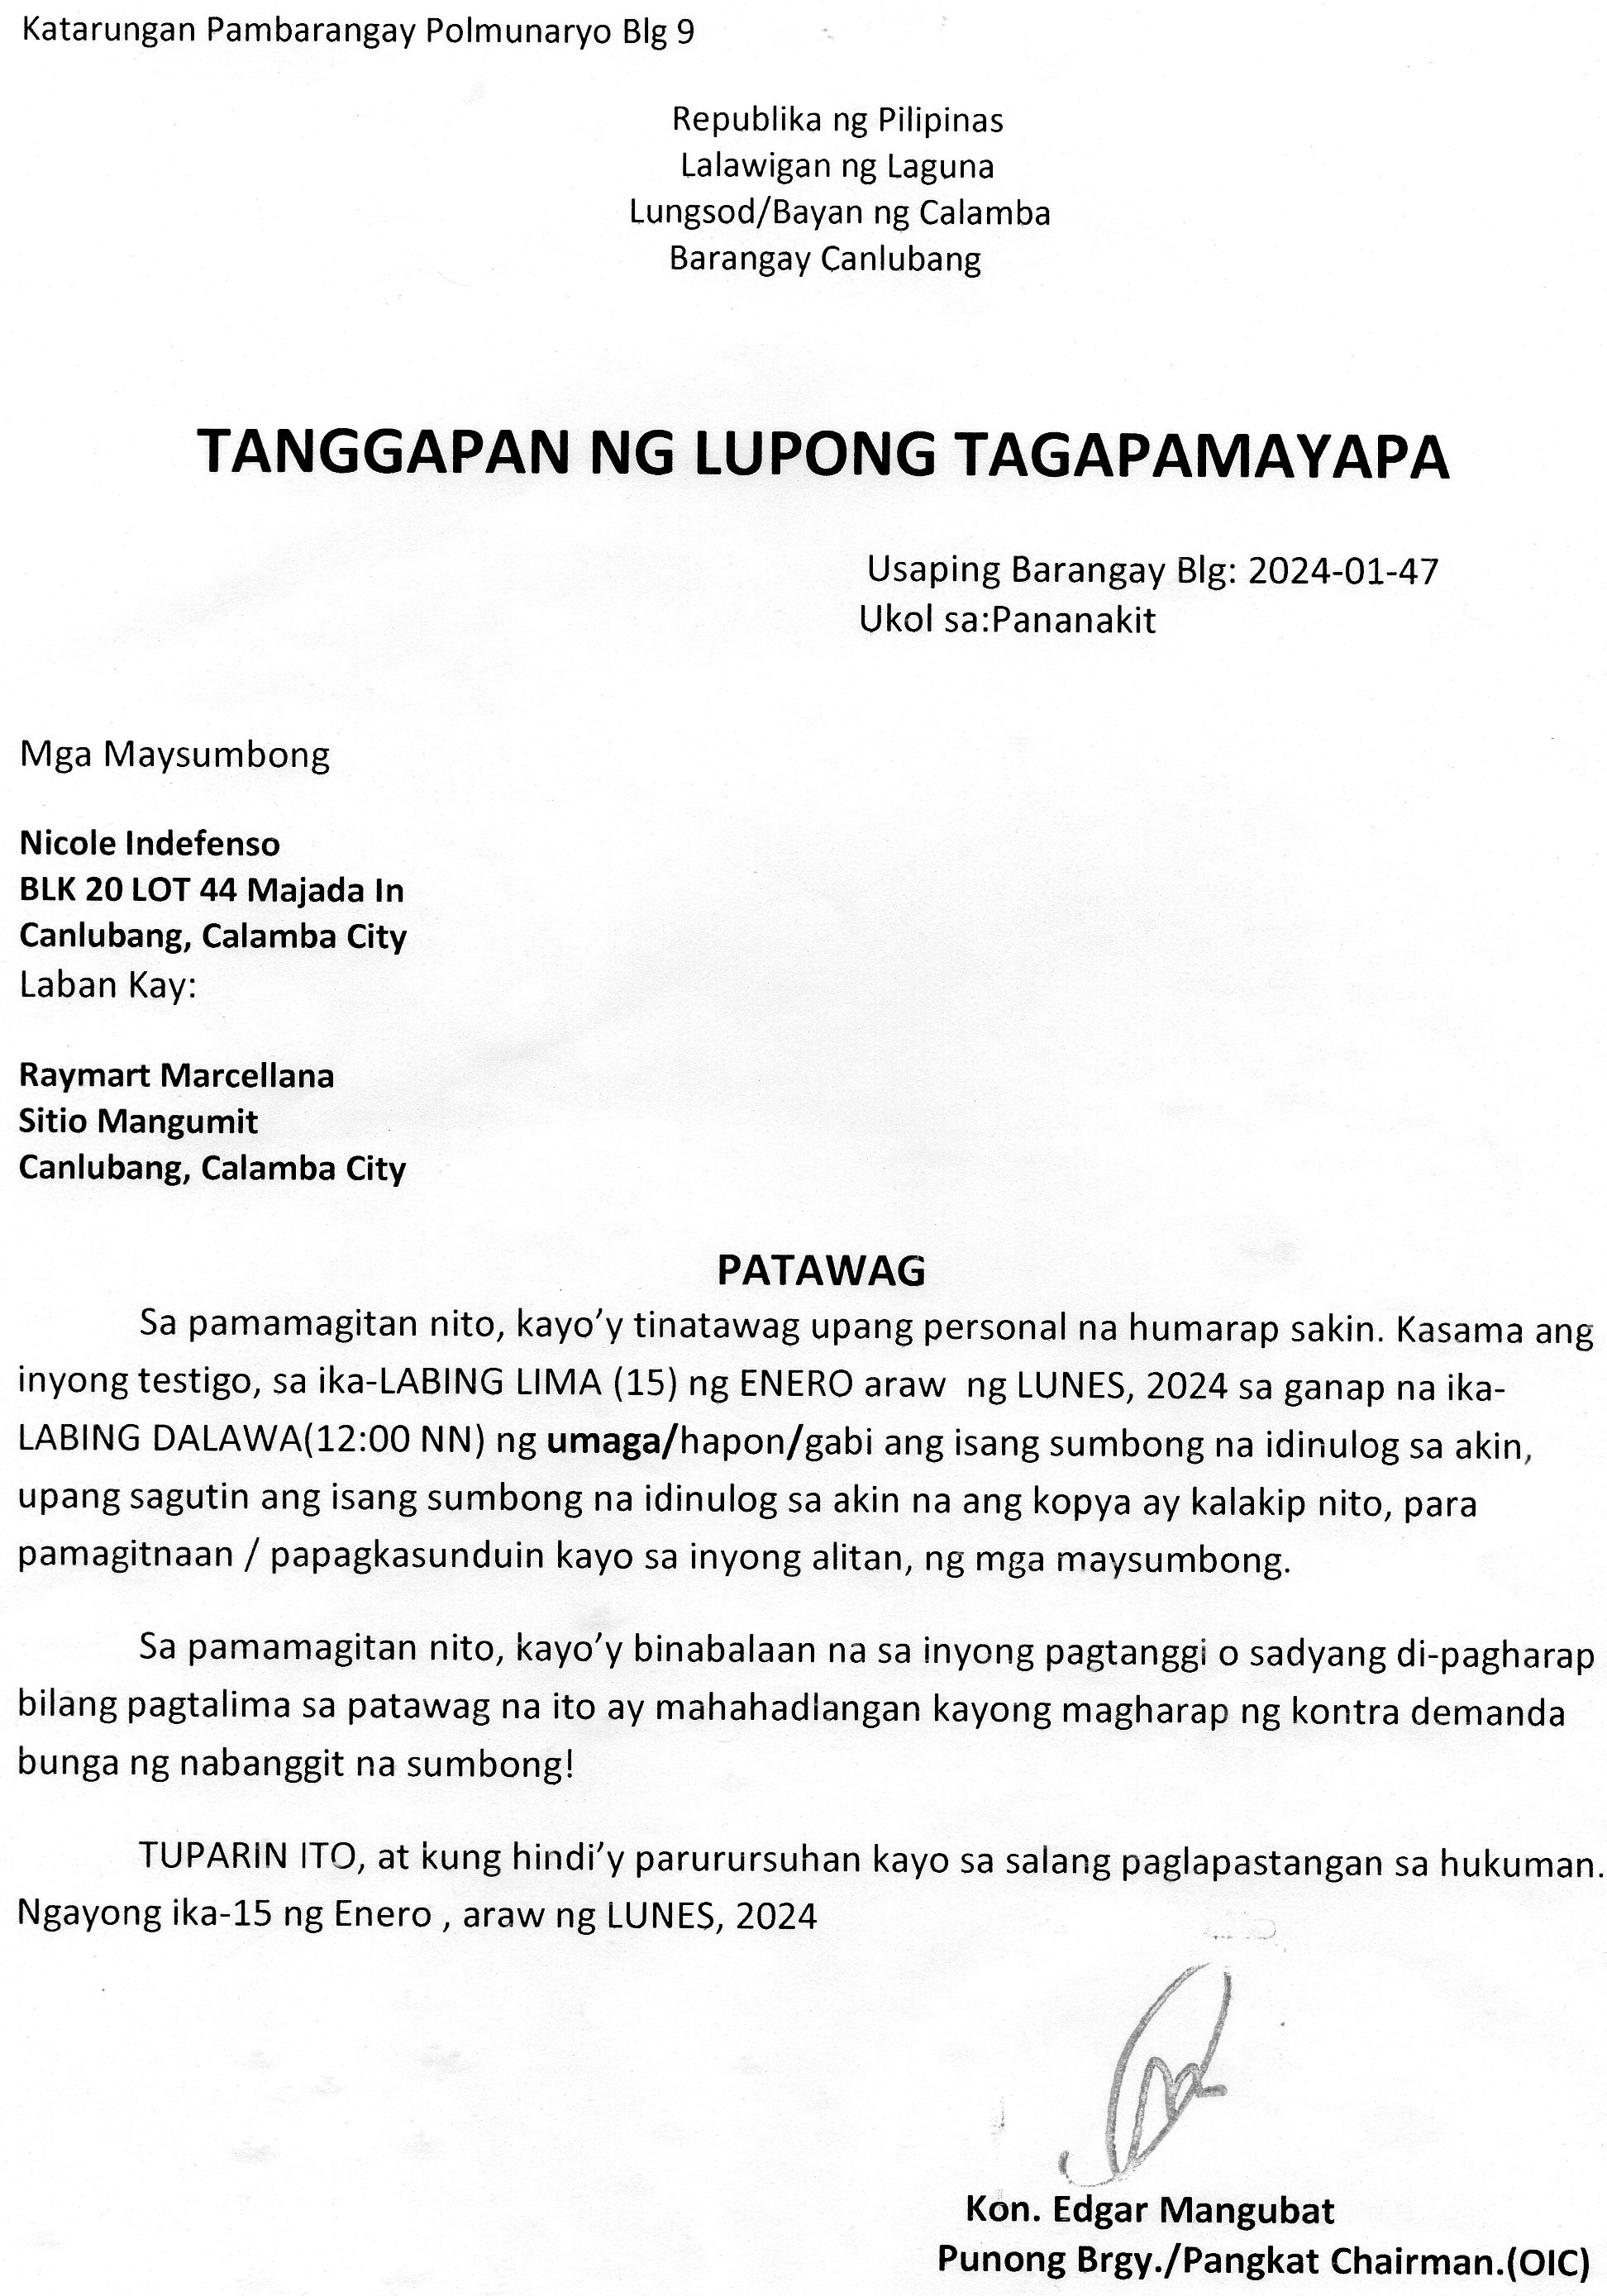 Katarungan Pambarangay Polmunaryo Blg 9
Republika ng Pilipinas
Lalawigan ng Laguna
Lungsod/Bayan ng Calamba
Barangay Canlubang
TANGGAPAN NG LUPONG TAGAPAMAYAPA
Usaping Barangay Blg: 2024-01-47
Ukol sa:Pananakit
Mga Maysumbong
Nicole Indefenso
BLK 20 LOT 44 Majada In
Canlubang, Calamba City
Laban Kay:
Raymart Marcellana
Sitio Mangumit
Canlubang, Calamba City
PATAWAG
Sa pamamagitan nito, kayo'y tinatawag upang personal na humarap sakin. Kasama ang
inyong testigo, sa ika-LABING LIMA (15) ng ENERO araw  ng LUNES, 2024 sa ganap na ika-
LABING DALAWA(12:00 NN) ng umaga/hapon/gabi ang isang sumbong na idinulog sa akin,
upang sagutin ang isang sumbong na idinulog sa akin na ang kopya ay kalakip nito, para
pamagitnaan / papagkasunduin kayo sa inyong alitan, ng mga maysumbong.
Sa pamamagitan nito, kayo'y binabalaan na sa inyong pagtanggi o sadyang di-pagharap
bilang pagtalima sa patawag na ito ay mahahadlangan kayong magharap ng kontra demanda
bunga ng nabanggit na sumbong!
TUPARIN ITO, at kung hindi'y parurursuhan kayo sa salang paglapastangan sa hukuman.
Ngayong ika-15 ng Enero , araw ng LUNES, 2024
Kon. Edgar Mangubat
Punong Brgy./Pangkat Chairman.(OIC)